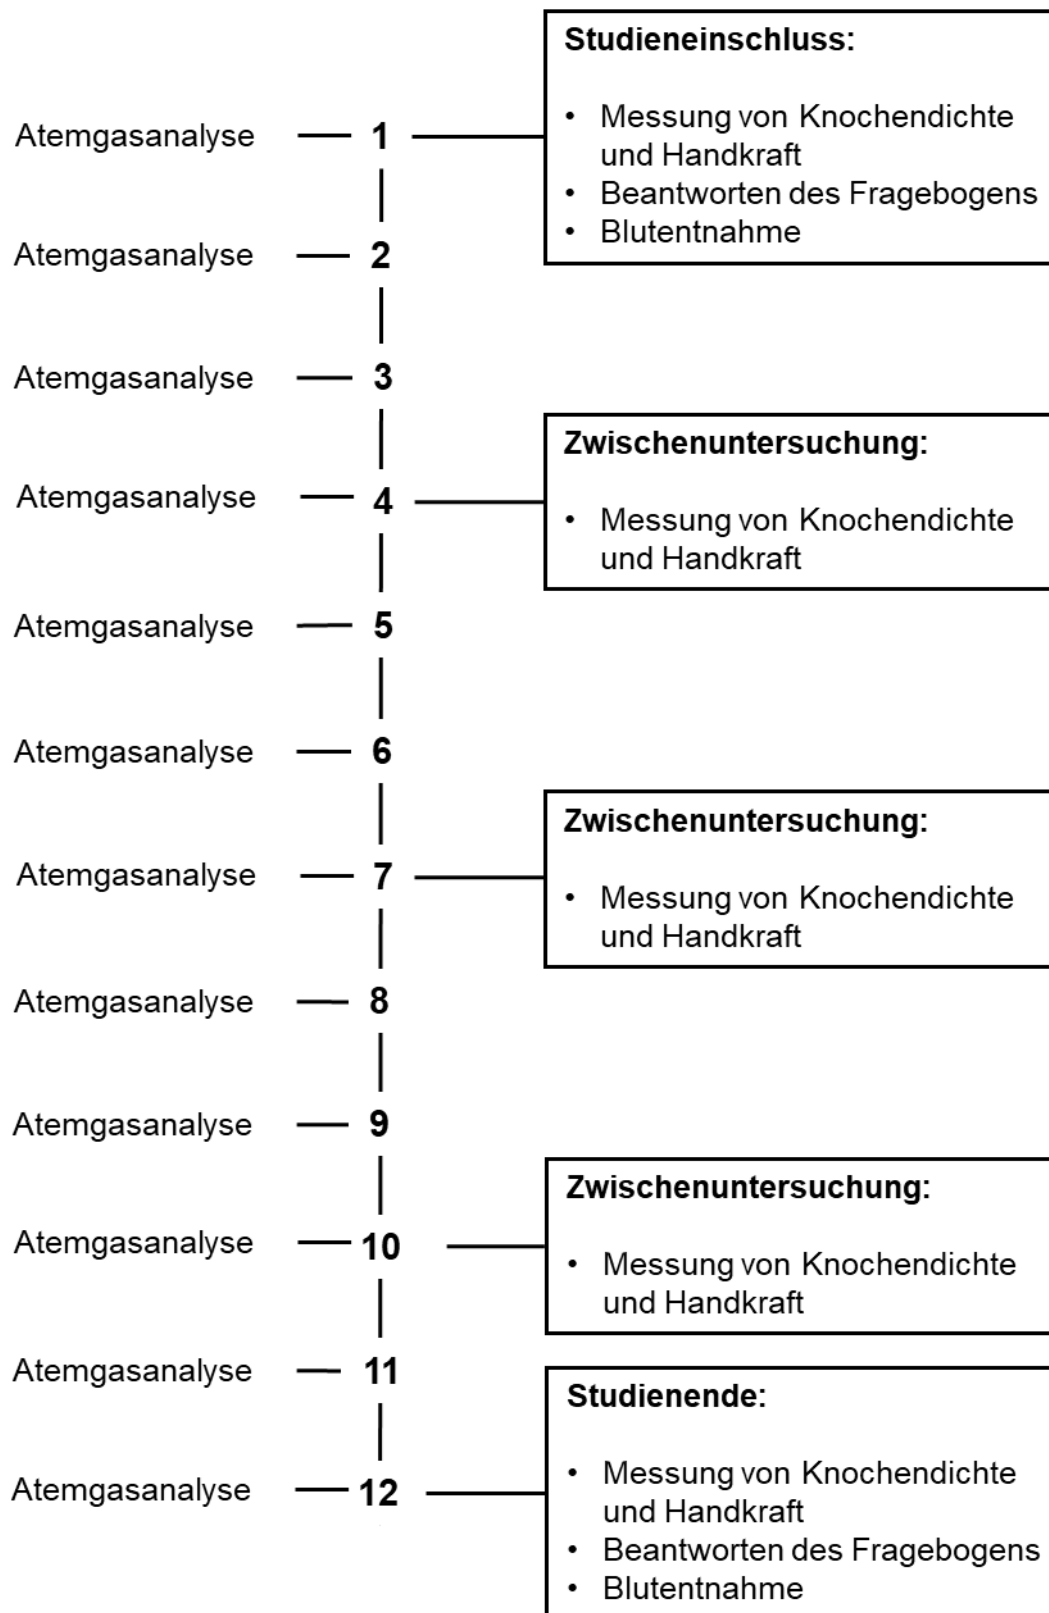 Studieneinschluss:
Atemgasanalyse 1
• Messung von Knochendichte
und Handkraft
• Beantworten des Fragebogens
• Blutentnahme
Atemgasanalyse 2
Atemgasanalyse 3
Atemgasanalyse 4
Zwischenuntersuchung:
• Messung von Knochendichte
und Handkraft
Atemgasanalyse 5
Atemgasanalyse 6
Atemgasanalyse 7
Zwischenuntersuchung:
• Messung von Knochendichte
und Handkraft
Atemgasanalyse 8
Atemgasanalyse 9
Atemgasanalyse 10
Zwischenuntersuchung:
• Messung von Knochendichte
und Handkraft
Atemgasanalyse 11
Atemgasanalyse 12
Studienende:
• Messung von Knochendichte
und Handkraft
• Beantworten des Fragebogens
• Blutentnahme